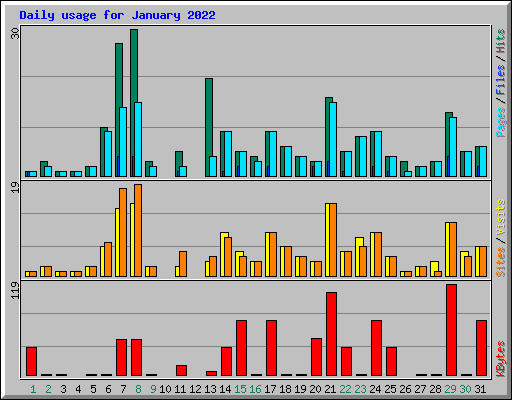 Daily usage for January 2022
30
Pages / Files / Hits
19
Sites / Visits
119
KBytes
1 2 3 4 5 6 7 8 9 10 11 12 13 14 15 16 17 18 19 20 21 22 23 24 25 26 27 28 29 30 31